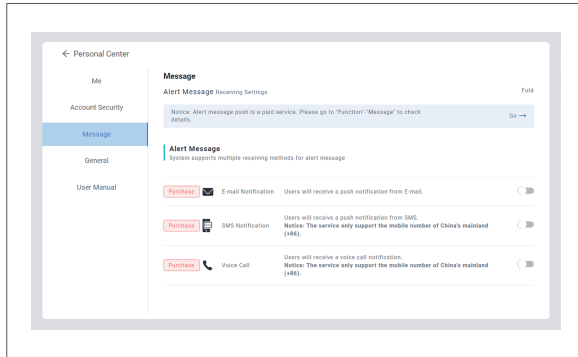 ← Personal Center
Me
Account Security
Message
General
User Manual
Message
Alert Message Receiving Settings
Fold
Notice: Alert message push is a paid service. Please go to "Function"-"Message" to check
details.
Go →
Alert Message
System supports multiple receiving methods for alert message
Purchase E-mail Notification Users will receive a push notification from E-mail.
Purchase SMS Notification Users will receive a push notification from SMS.
Notice: The service only support the mobile number of China's mainland
(+86).
Purchase Voice Call Users will receive a voice call notification.
Notice: The service only support the mobile number of China's mainland
(+86).